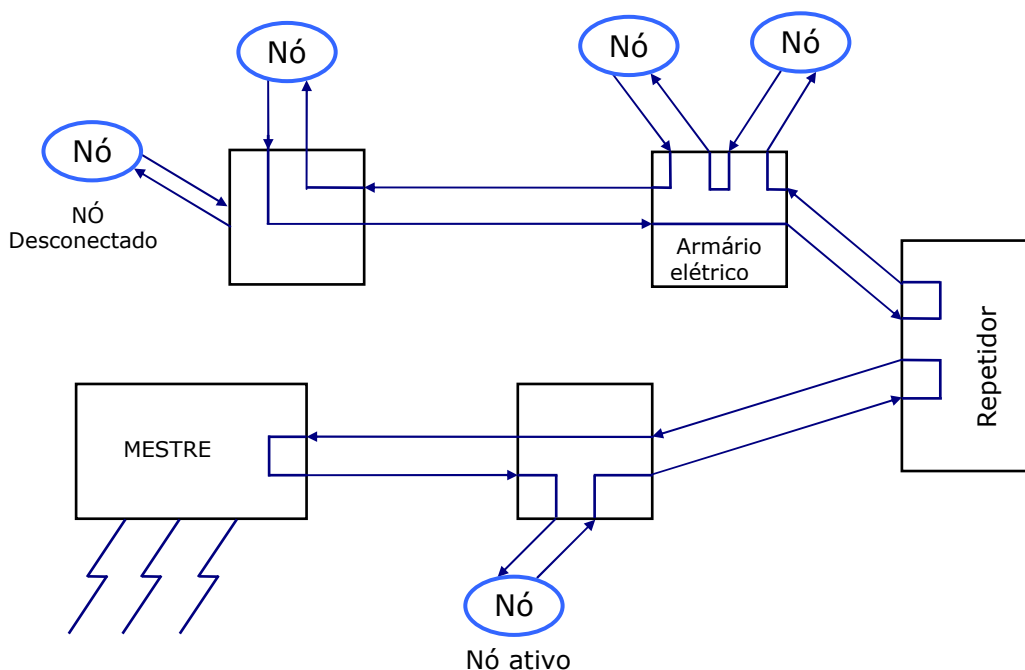 Nó
Nó
Nó
Nó
NÓ
Desconectado
Armário
elétrico
Repetidor
MESTRE
Nó
Nó ativo